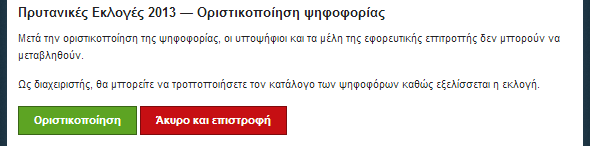 Πρυτανικές Εκλογές 2013 — Οριστικοποίηση ψηφοφορίας
Μετά την οριστικοποίηση της ψηφοφορίας, οι υποψήφιοι και τα μέλη της εφορευτικής επιτροπής δεν μπορούν να
μεταβληθούν.
Ως διαχειριστής, θα μπορείτε να τροποποιήσετε τον κατάλογο των ψηφοφόρων καθώς εξελίσσεται η εκλογή.
Οριστικοποίηση Άκυρο και επιστροφή